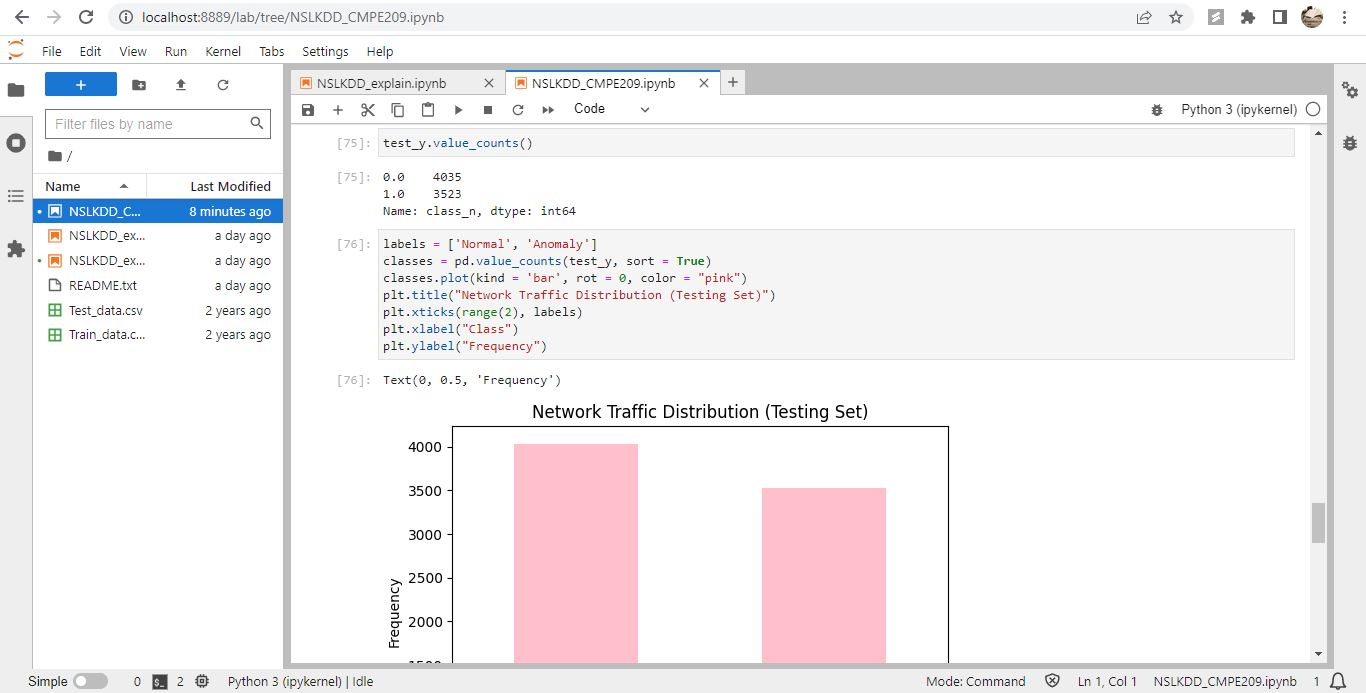 localhost:8889/lab/tree/NSLKDD_CMPE209.ipynb
File Edit View Run Kernel Tabs Settings Help
Filter files by name
/
Name Last Modified
NSLKDD_C... 8 minutes ago
NSLKDD_ex... a day ago
NSLKDD_ex... a day ago
README.txt a day ago
Test_data.csv 2 years ago
Train_data.c... 2 years ago
NSLKDD_explain.ipynb NSLKDD_CMPE209.ipynb
Code Python 3 (ipykernel)
[75]: test_y.value_counts()
[75]: 0.0 4035
1.0 3523
Name: class_n, dtype: int64
[76]: labels = ['Normal', 'Anomaly']
classes = pd.value_counts(test_y, sort = True)
classes.plot(kind = 'bar', rot = 0, color = "pink")
plt.title("Network Traffic Distribution (Testing Set)")
plt.xticks(range(2), labels)
plt.xlabel("Class")
plt.ylabel("Frequency")
[76]: Text(0, 0.5, 'Frequency')
Network Traffic Distribution (Testing Set)
4000
3500
3000
2500
2000
1500
Frequency
Simple 0 $_ 2 Python 3 (ipykernel) | Idle Mode: Command Ln 1, Col 1 NSLKDD_CMPE209.ipynb 1